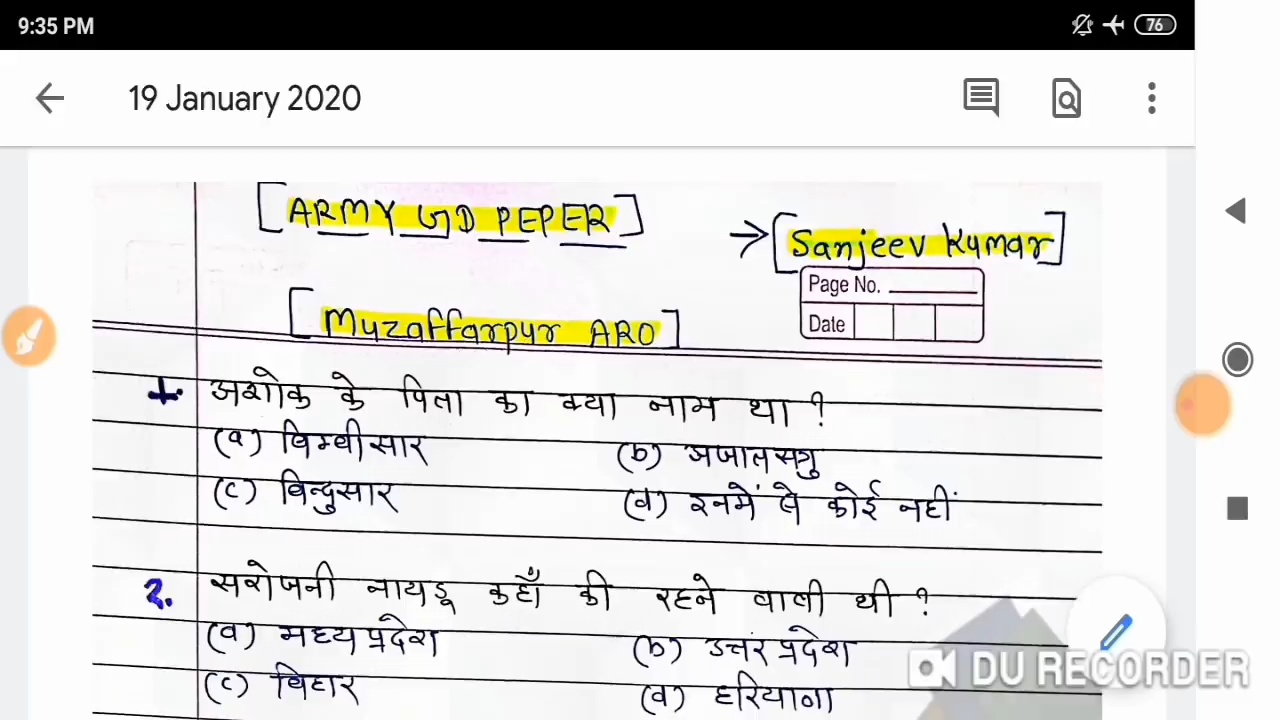 9:35 PM
76
19 January 2020
[ARMY GD PEPER]
→ [Sanjeev Kumar]
Page No.
Date
[Muzaffarpur ARO]
1. अशोक के पिता का क्या नाम था ?
(a) विम्वीसार (b) अजातसत्रु
(c) विन्दुसार (d) इनमें से कोई नहीं
2. सरोजनी नायडू कहाँ की रहने वाली थी ?
(a) मध्य प्रदेश (b) उत्तर प्रदेश
(c) विहार (d) हरियाणा
DU RECORDER